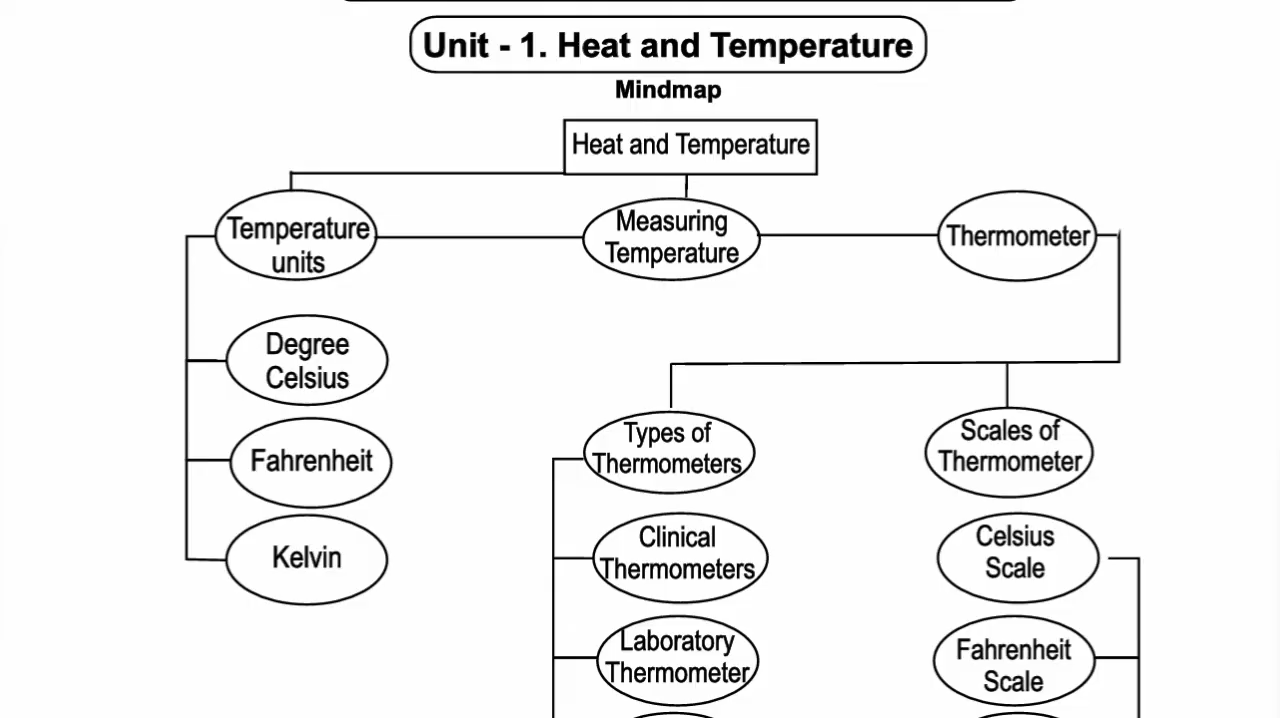 Unit - 1. Heat and Temperature
Mindmap
Heat and Temperature
Temperature
units
Measuring
Temperature
Thermometer
Degree
Celsius
Fahrenheit
Kelvin
Types of
Thermometers
Scales of
Thermometer
Clinical
Thermometers
Celsius
Scale
Laboratory
Thermometer
Fahrenheit
Scale